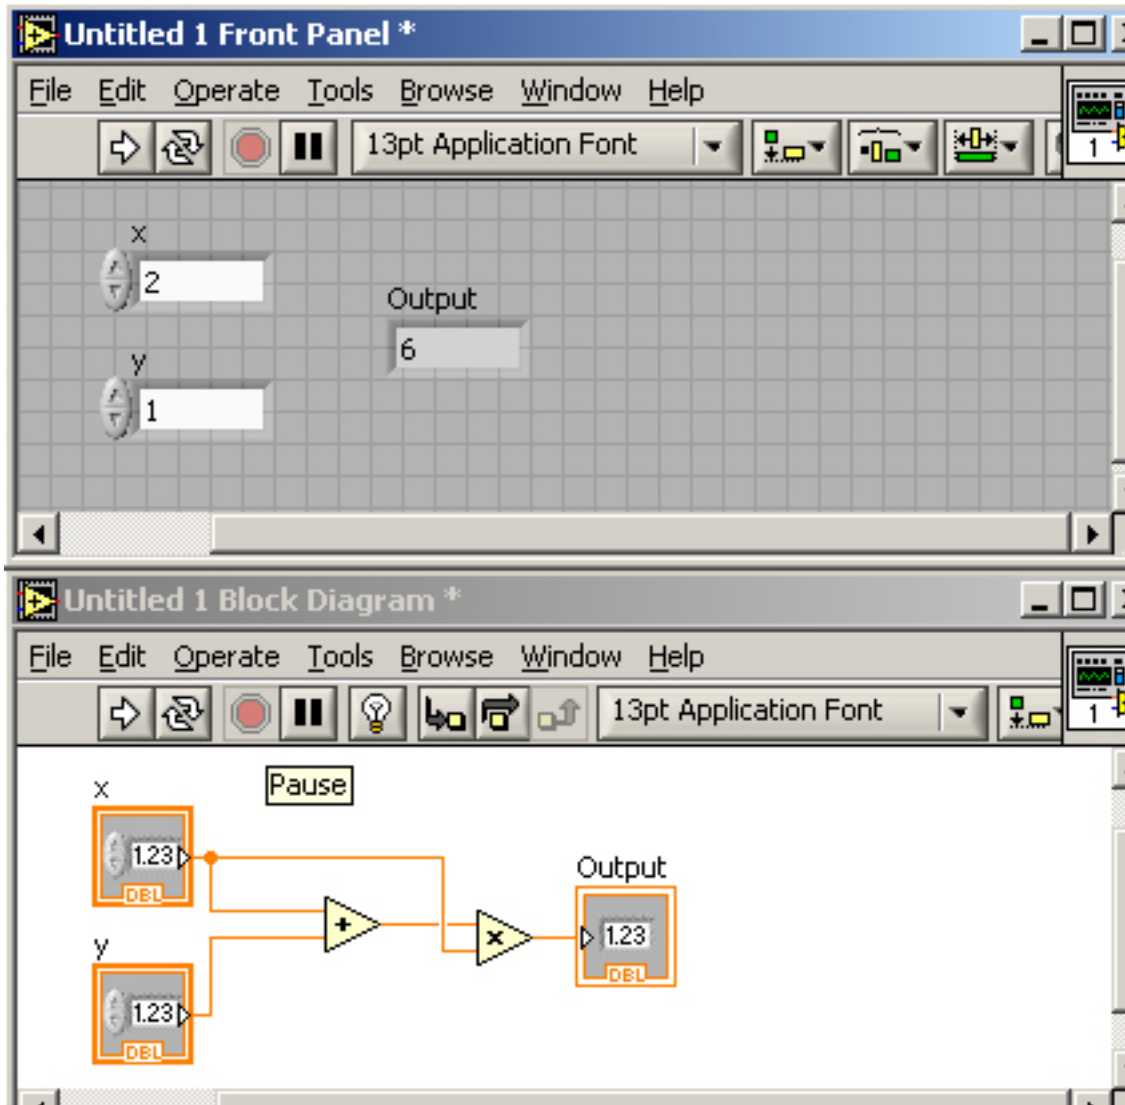 Untitled 1 Front Panel *
File Edit Operate Tools Browse Window Help
13pt Application Font
1
x
2
Output
6
y
1
Untitled 1 Block Diagram *
File Edit Operate Tools Browse Window Help
13pt Application Font
1
x
Pause
1.23
DBL
Output
1.23
DBL
y
1.23
DBL